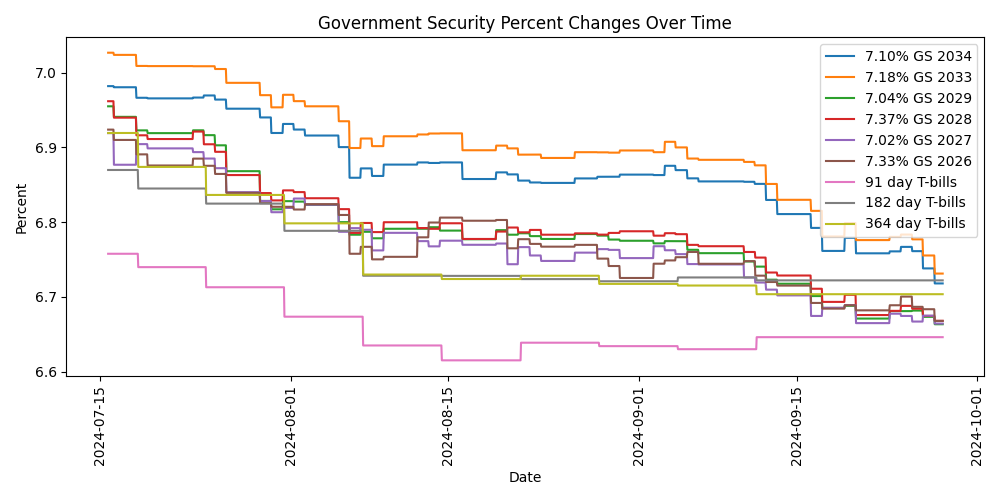 Government Security Percent Changes Over Time
7.10% GS 2034
7.18% GS 2033
7.04% GS 2029
7.37% GS 2028
7.02% GS 2027
7.33% GS 2026
91 day T-bills
182 day T-bills
364 day T-bills
Percent
7.0
6.9
6.8
6.7
6.6
2024-07-15
2024-08-01
2024-08-15
2024-09-01
2024-09-15
2024-10-01
Date